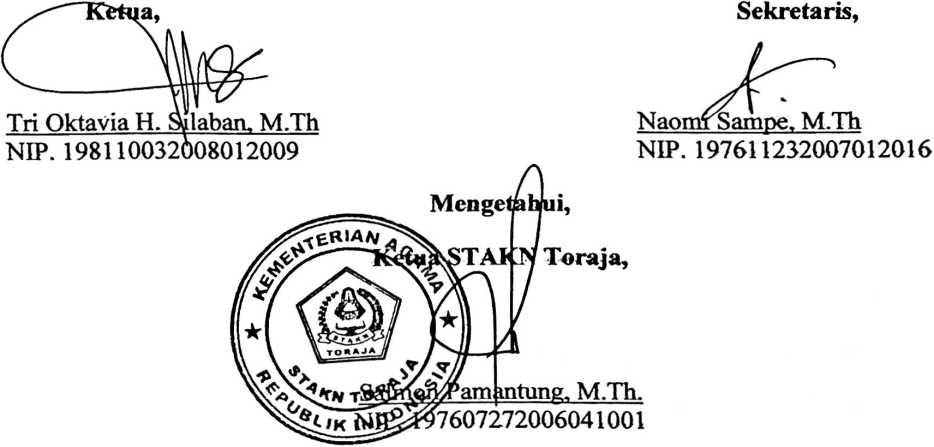 Ketua,
Sekretaris,
Tri Oktavia H. Silaban, M.Th
NIP. 198110032008012009
Naomi Sampe, M.Th
NIP. 197611232007012016
Mengetahui,
Ketua STAKN Toraja,
KEMENTERIAN AGAMA
STAKN
TORAJA
STAKN TORAJA
REPUBLIK INDONESIA
Salmon Pamantung, M.Th.
NIP. 197607272006041001